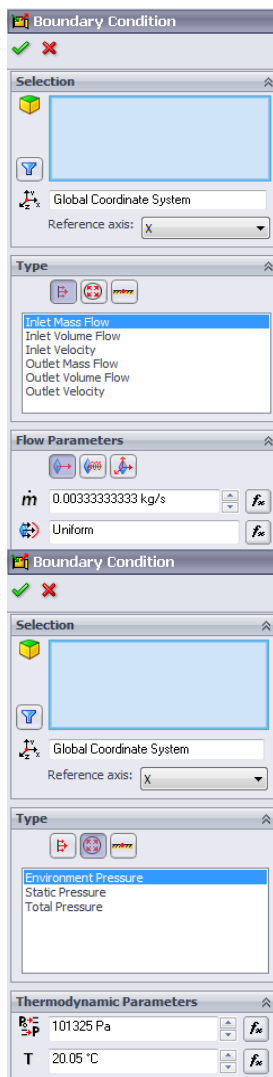 Boundary Condition
Selection
Global Coordinate System
Reference axis: X
Type
Inlet Mass Flow
Inlet Volume Flow
Inlet Velocity
Outlet Mass Flow
Outlet Volume Flow
Outlet Velocity
Flow Parameters
ṁ 0.00333333333 kg/s
Uniform
Boundary Condition
Selection
Global Coordinate System
Reference axis: X
Type
Environment Pressure
Static Pressure
Total Pressure
Thermodynamic Parameters
101325 Pa
T 20.05 °C